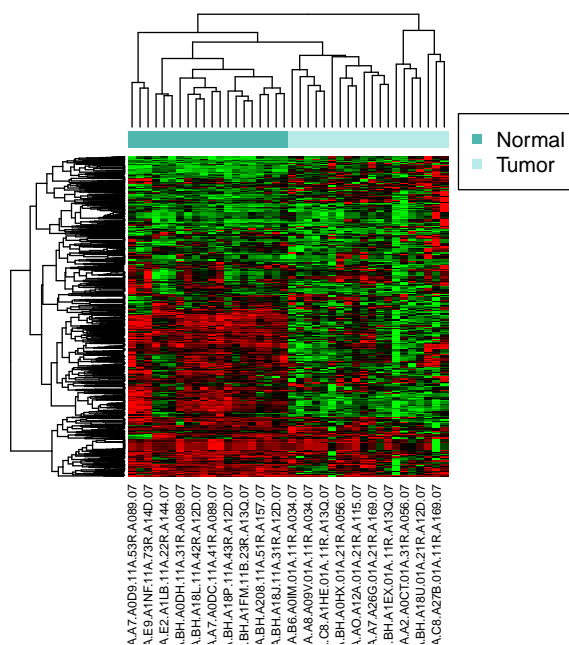 Normal
Tumor
.A7.A0D9.11A.53R.A089.07
.E9.A1NF.11A.73R.A14D.07
.E2.A1LB.11A.22R.A144.07
.BH.A0DH.11A.31R.A089.07
.BH.A18L.11A.42R.A12D.07
.A7.A0DC.11A.41R.A089.07
.BH.A18P.11A.43R.A12D.07
.BH.A1FM.11B.23R.A13Q.07
.BH.A208.11A.51R.A157.07
.BH.A18J.11A.31R.A12D.07
.B6.A0IM.01A.11R.A034.07
.A8.A09V.01A.11R.A034.07
.C8.A1HE.01A.11R.A13Q.07
.BH.A0HX.01A.21R.A056.07
.AO.A12A.01A.21R.A115.07
.A7.A26G.01A.21R.A169.07
.BH.A1EX.01A.11R.A13Q.07
.A2.A0CT.01A.31R.A056.07
.BH.A18U.01A.21R.A12D.07
.C8.A27B.01A.11R.A169.07